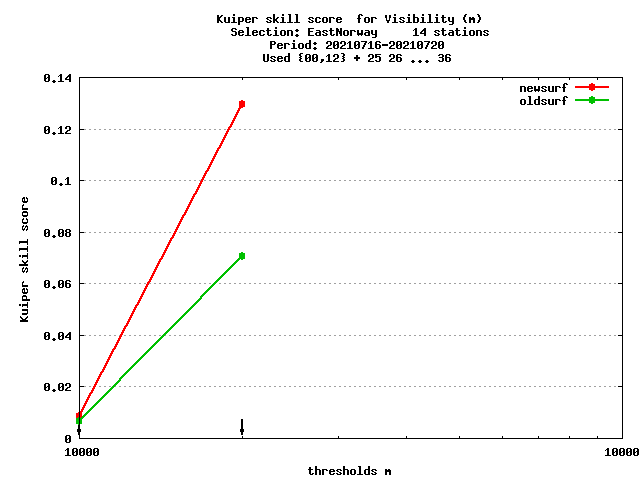 Kuiper skill score  for Visibility (m)
Selection: EastNorway     14 stations
Period: 20210716-20210720
Used {00,12} + 25 26 ... 36
newsurf
oldsurf
0.14
0.12
0.1
0.08
0.06
0.04
0.02
0
Kuiper skill score
10000
10000
thresholds m